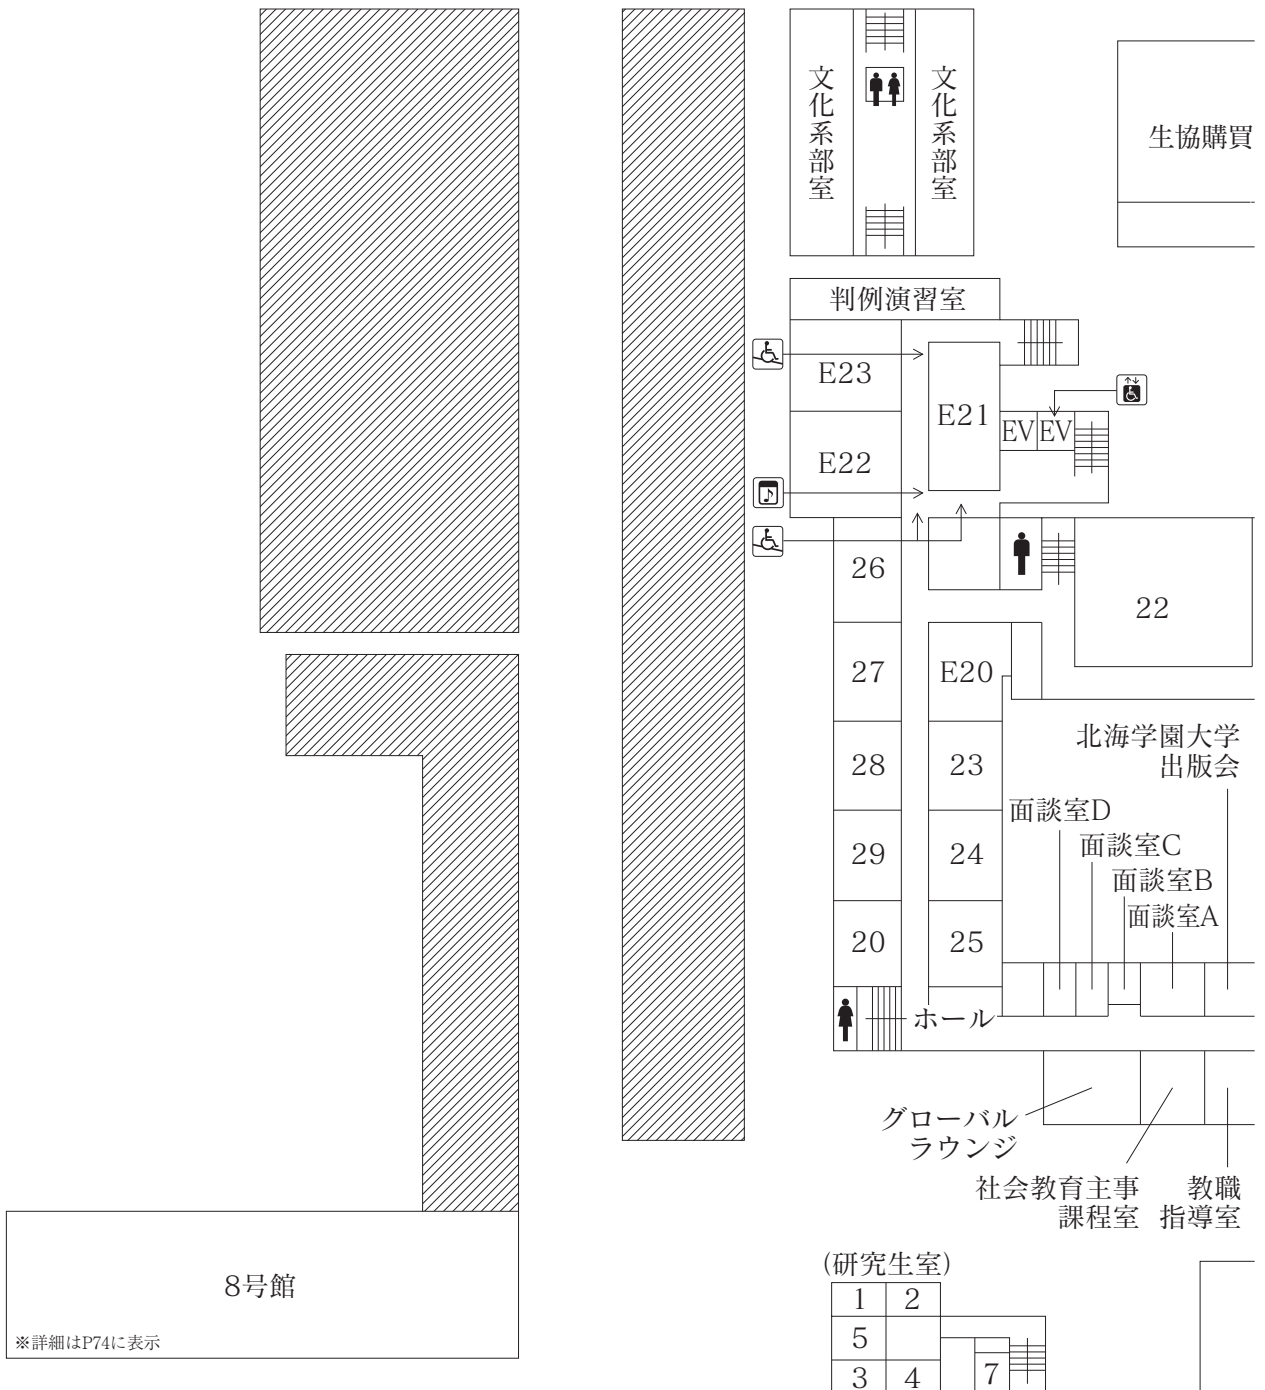 文化系部室
文化系部室
生協購買
判例演習室
E23
E21
EV
EV
E22
26
22
27
E20
北海学園大学
出版会
28
23
面談室D
面談室C
29
24
面談室B
面談室A
20
25
ホール
グローバル
ラウンジ
社会教育主事
課程室
教職
指導室
(研究生室)
1
2
8号館
5
※詳細はP74に表示
3
4
7